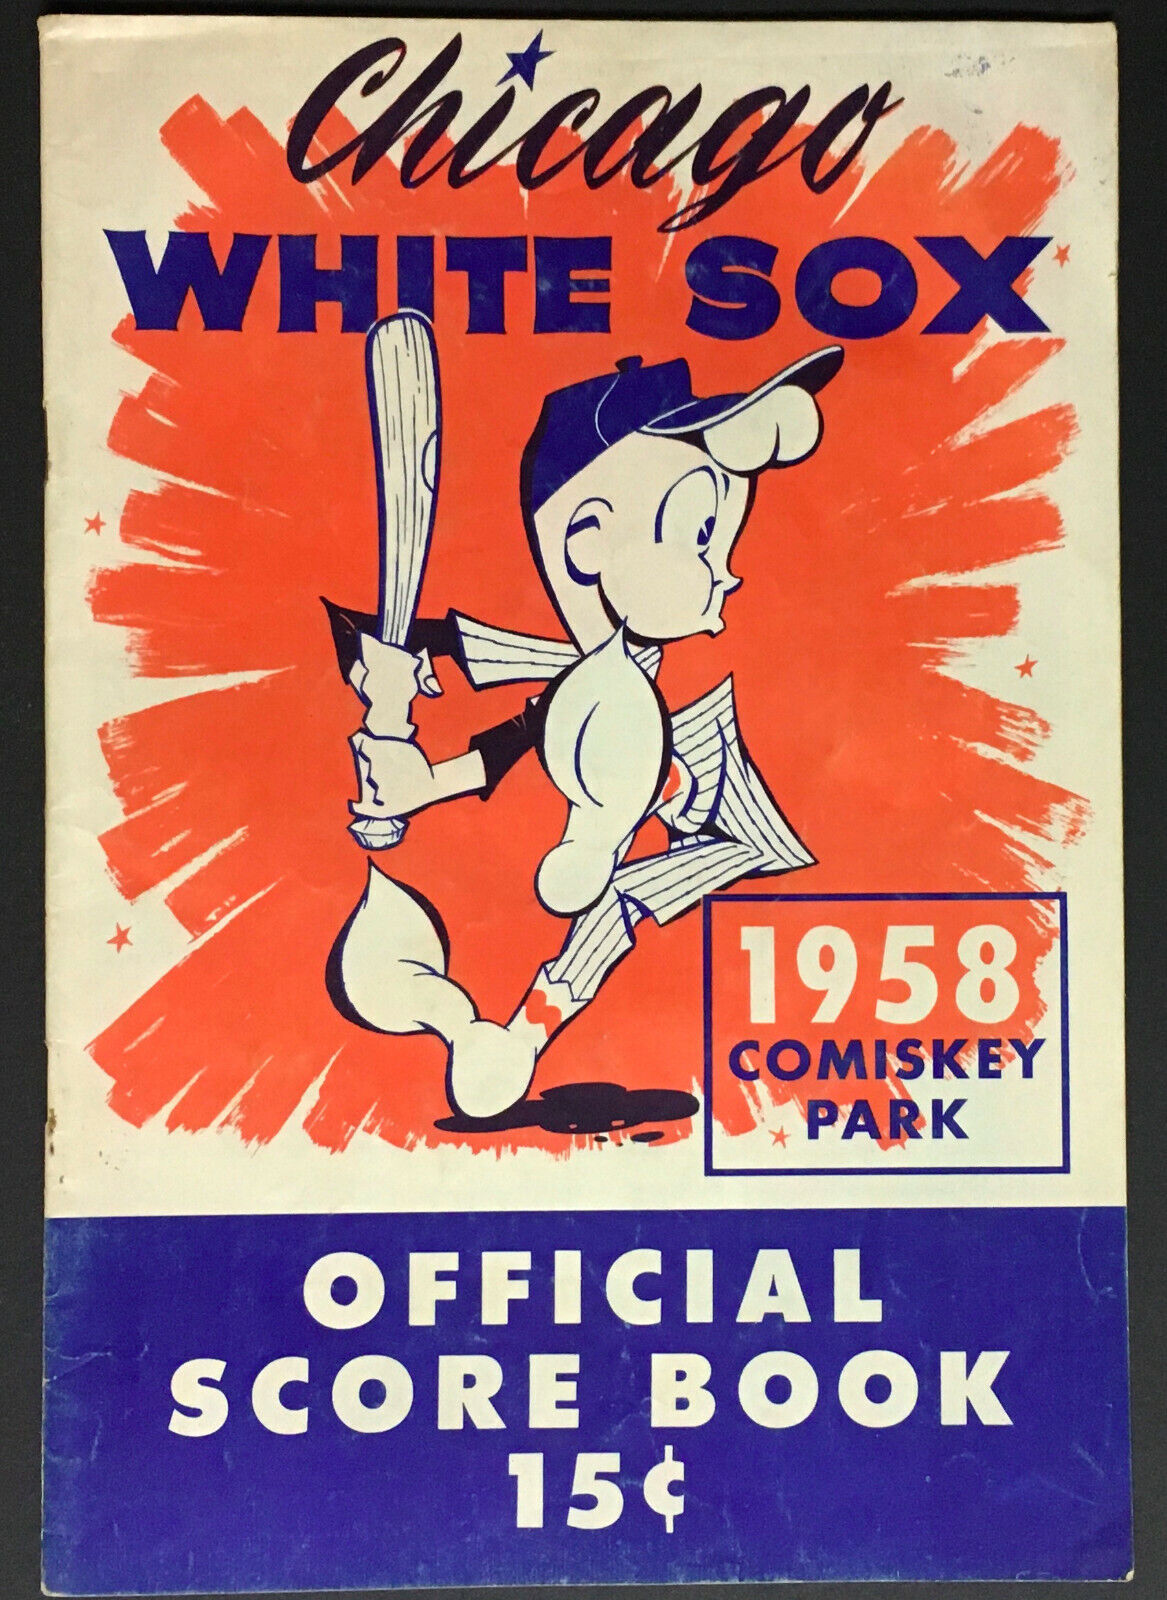 Chicago
WHITE SOX
1958
COMISKEY
PARK
OFFICIAL
SCORE BOOK
15¢